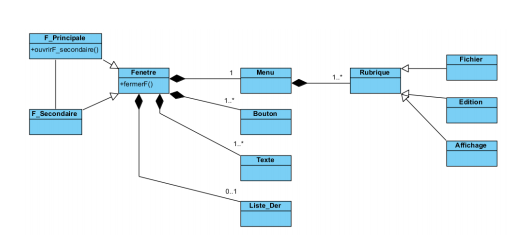 F_Principale
+ouvrirF_secondaire()
F_Secondaire
Fenetre
+fermerF()
1
Menu
1..*
Rubrique
Fichier
Edition
Affichage
1..*
Bouton
1..*
Texte
0..1
Liste_Der